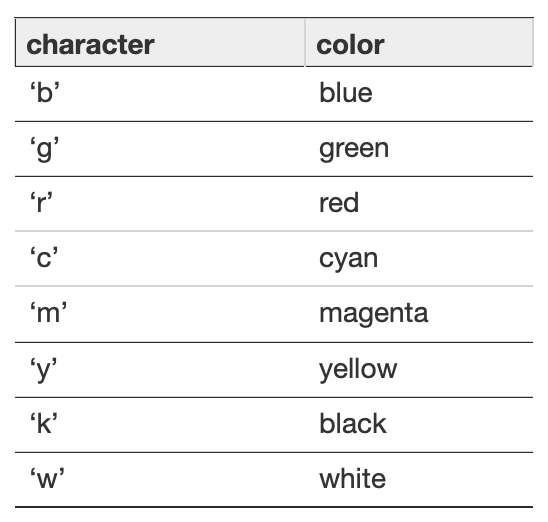 character color
‘b’ blue
‘g’ green
‘r’ red
‘c’ cyan
‘m’ magenta
‘y’ yellow
‘k’ black
‘w’ white